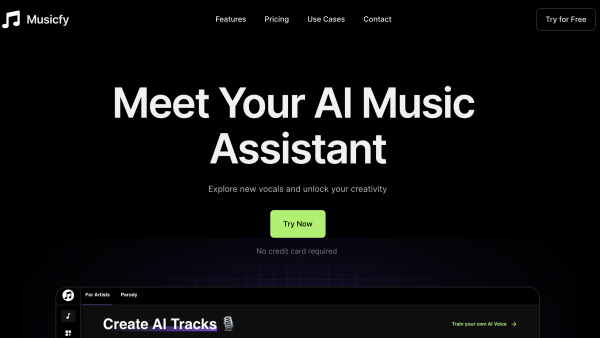 Musicfy
Features Pricing Use Cases Contact
Try for Free
Meet Your AI Music
Assistant
Explore new vocals and unlock your creativity
Try Now
No credit card required
For Artists Parody
Create AI Tracks
Train your own AI Voice